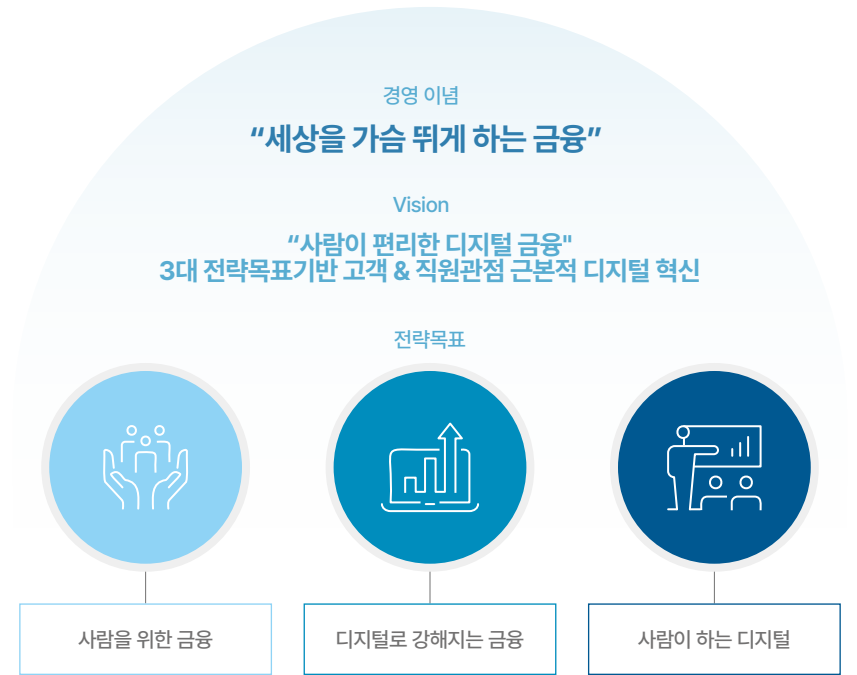 경영 이념
“세상을 가슴 뛰게 하는 금융”
Vision
“사람이 편리한 디지털 금융"
3대 전략목표기반 고객 & 직원관점 근본적 디지털 혁신
전략목표
사람을 위한 금융
디지털로 강해지는 금융
사람이 하는 디지털